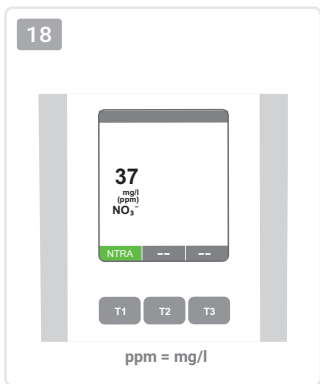 18
37
mg/l
(ppm)
NO₃⁻
NTRA -- --
T1 T2 T3
ppm = mg/l